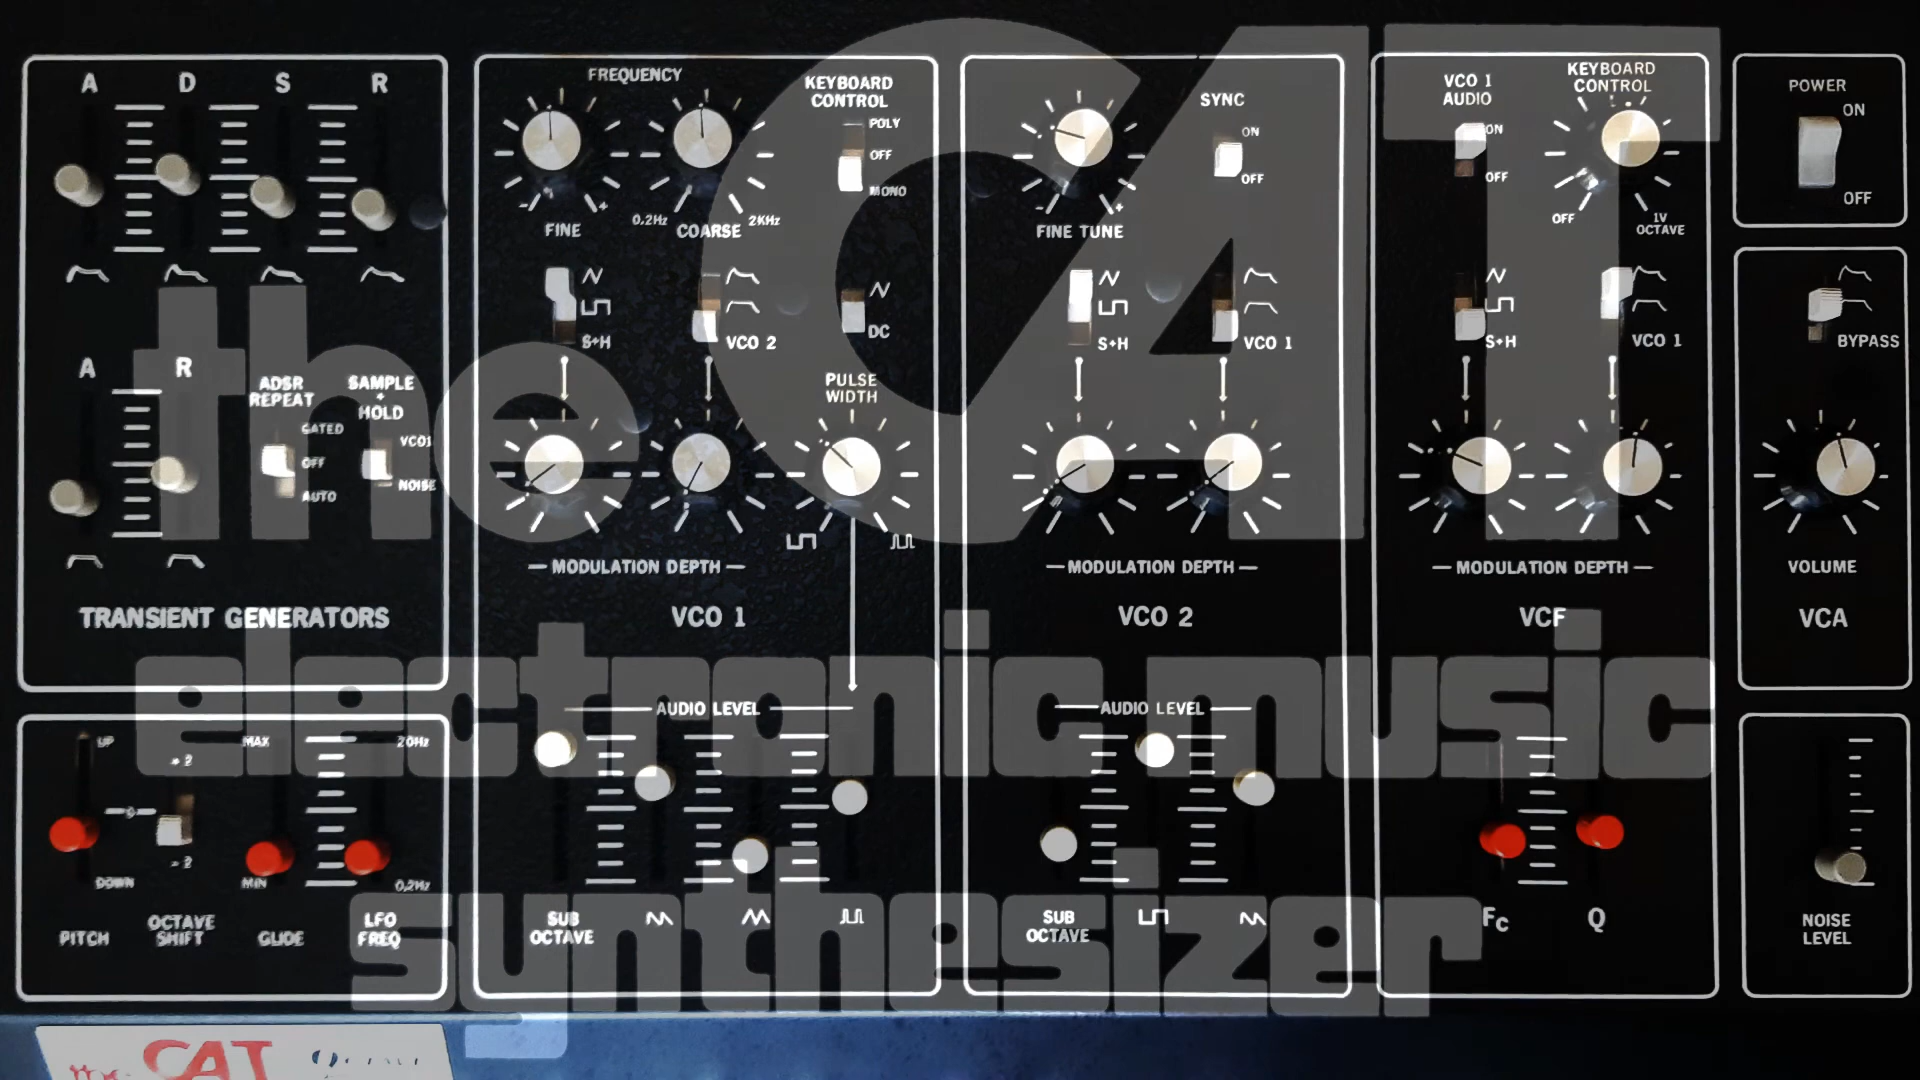 the CAT
electronic music
synthesizer
A D S R
A R
ADSR
REPEAT
GATED
OFF
AUTO
SAMPLE
+
HOLD
VCO1
NOISE
TRANSIENT GENERATORS
UP
DOWN
PITCH
+ 2
0
- 2
OCTAVE
SHIFT
MAX
MIN
GLIDE
20Hz
0,2Hz
LFO
FREQ
FREQUENCY
- +
FINE
0.2Hz 2KHz
COARSE
KEYBOARD
CONTROL
POLY
OFF
MONO
S+H
VCO 2
DC
PULSE
WIDTH
MODULATION DEPTH
VCO 1
AUDIO LEVEL
SUB
OCTAVE
- +
FINE TUNE
SYNC
ON
OFF
S+H
VCO 1
MODULATION DEPTH
VCO 2
AUDIO LEVEL
SUB
OCTAVE
VCO 1
AUDIO
ON
OFF
KEYBOARD
CONTROL
OFF
1V
OCTAVE
S+H
VCO 1
MODULATION DEPTH
VCF
Fc Q
POWER
ON
OFF
BYPASS
VOLUME
VCA
NOISE
LEVEL
the CAT